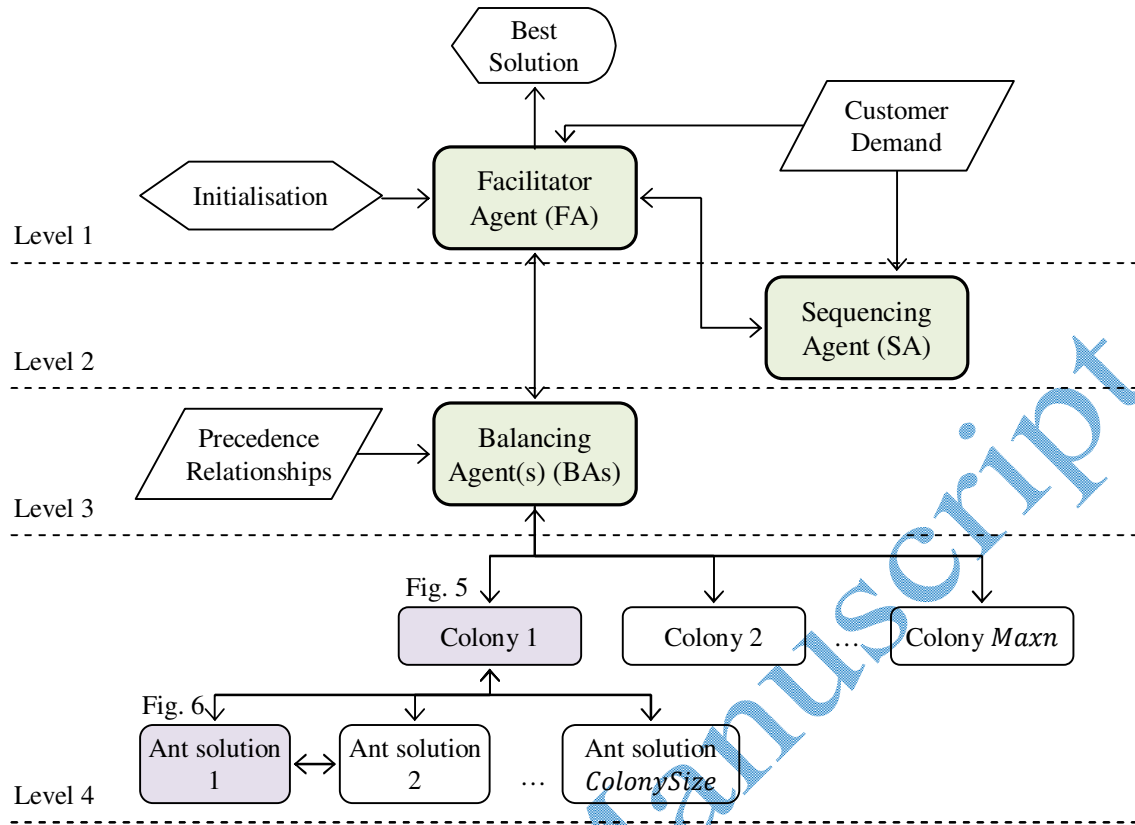 Best
Solution
Customer
Demand
Initialisation
Facilitator
Agent (FA)
Level 1
Sequencing
Agent (SA)
Level 2
Precedence
Relationships
Balancing
Agent(s) (BAs)
Level 3
Fig. 5
Colony 1
Colony 2
...
Colony Maxn
Fig. 6
Ant solution
1
Ant solution
2
...
Ant solution
ColonySize
Level 4
Manuscript